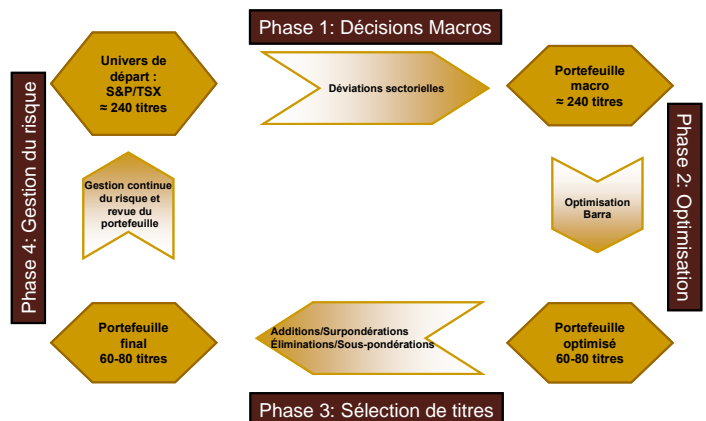 Phase 1: Décisions Macros
Univers de
départ :
S&P/TSX
≈ 240 titres
Déviations sectorielles
Portefeuille
macro
≈ 240 titres
Phase 2: Optimisation
Optimisation
Barra
Portefeuille
optimisé
60-80 titres
Additions/Surpondérations
Éliminations/Sous-pondérations
Phase 3: Sélection de titres
Portefeuille
final
60-80 titres
Gestion continue
du risque et
revue du
portefeuille
Phase 4: Gestion du risque